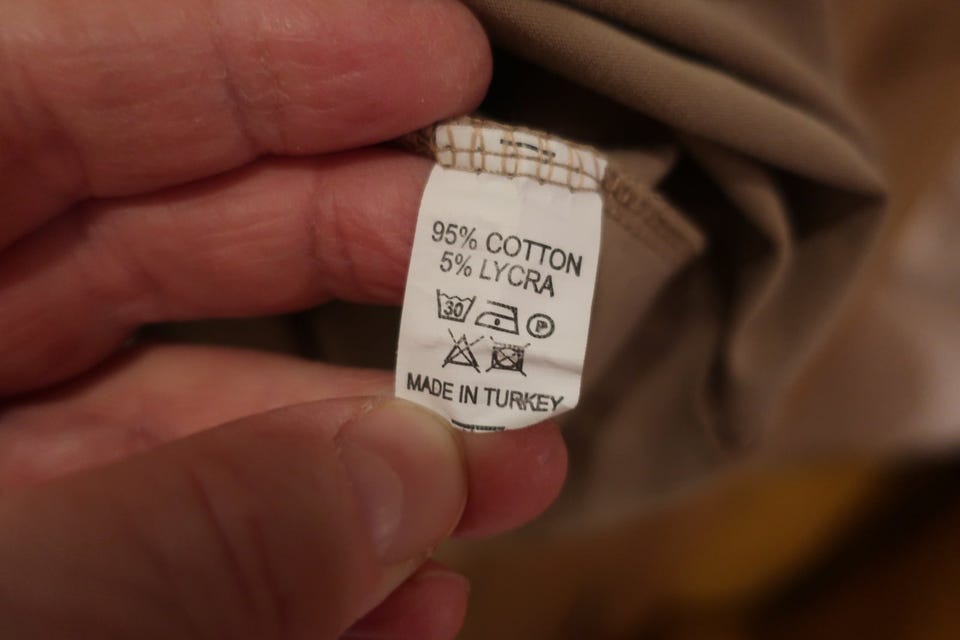 95% COTTON
5% LYCRA
30 P
MADE IN TURKEY